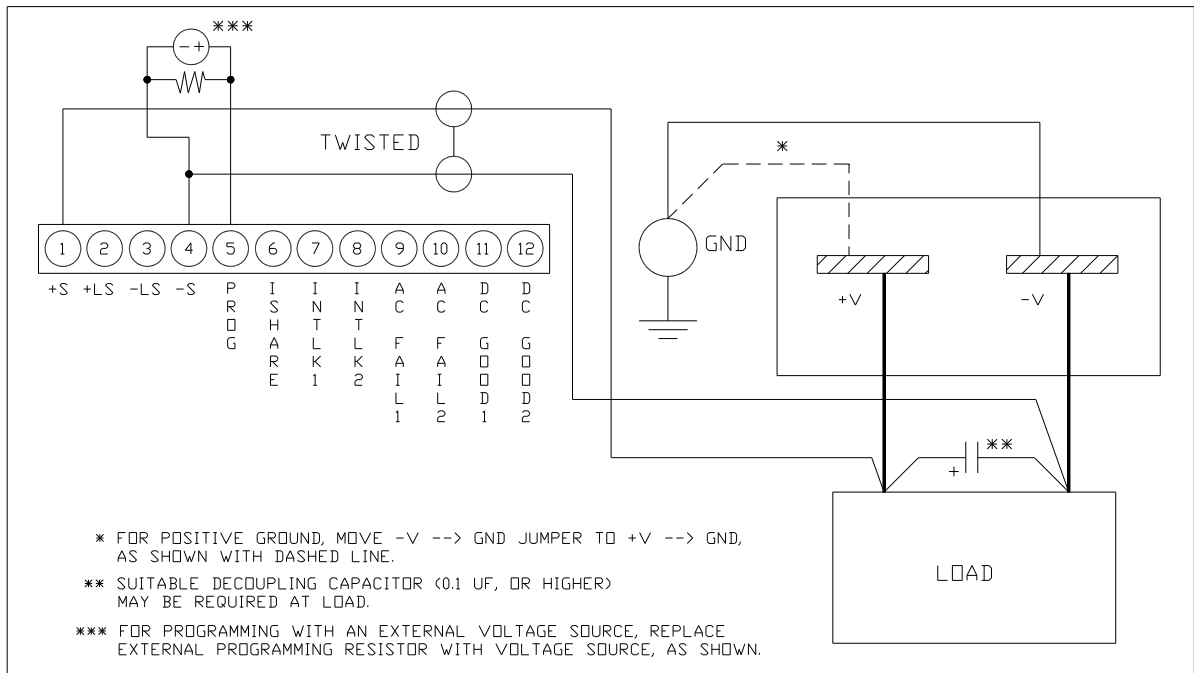 ***
- +
TWISTED
*
GND
1 2 3 4 5 6 7 8 9 10 11 12
+S +LS -LS -S PROG ISHARE INTLK1 INTLK2 AC FAIL1 AC FAIL2 DC GOOD1 DC GOOD2
+V -V
+ **
LOAD
* FOR POSITIVE GROUND, MOVE -V --> GND JUMPER TO +V --> GND,
AS SHOWN WITH DASHED LINE.
** SUITABLE DECOUPLING CAPACITOR (0.1 UF, OR HIGHER)
MAY BE REQUIRED AT LOAD.
*** FOR PROGRAMMING WITH AN EXTERNAL VOLTAGE SOURCE, REPLACE
EXTERNAL PROGRAMMING RESISTOR WITH VOLTAGE SOURCE, AS SHOWN.